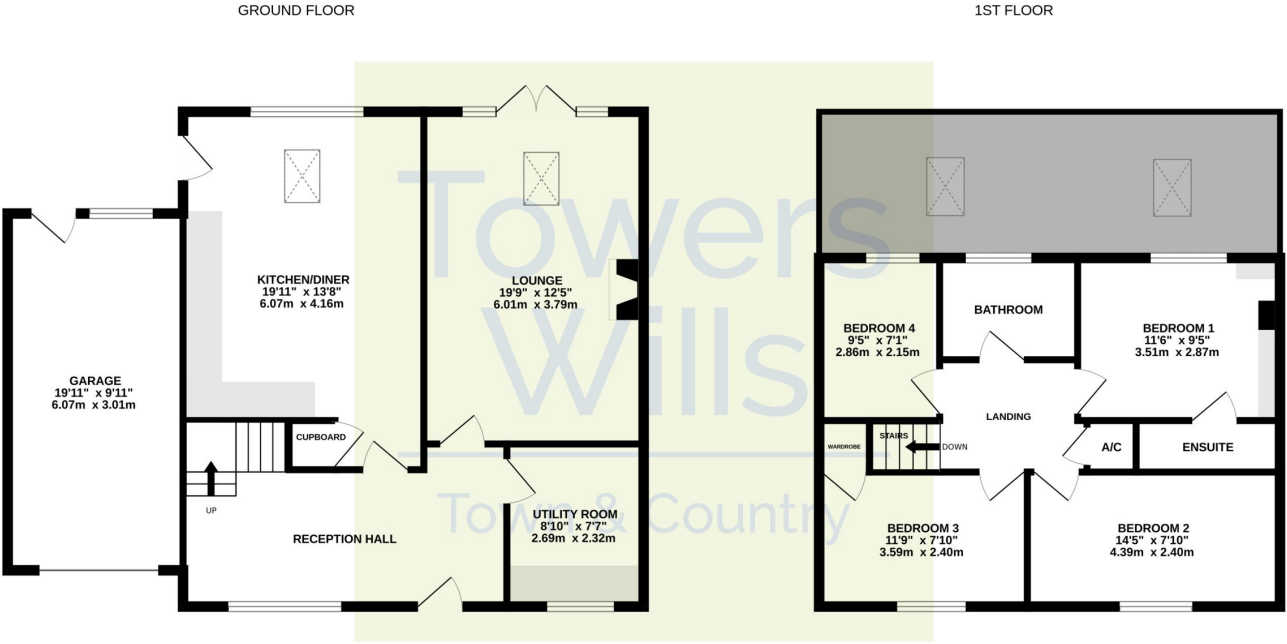 GROUND FLOOR
1ST FLOOR
Towers
Wills
Town & Country
KITCHEN/DINER
19'11" x 13'8"
6.07m x 4.16m
LOUNGE
19'9" x 12'5"
6.01m x 3.79m
GARAGE
19'11" x 9'11"
6.07m x 3.01m
CUPBOARD
UP
RECEPTION HALL
UTILITY ROOM
8'10" x 7'7"
2.69m x 2.32m
BEDROOM 4
9'5" x 7'1"
2.86m x 2.15m
BATHROOM
BEDROOM 1
11'6" x 9'5"
3.51m x 2.87m
LANDING
WARDROBE
STAIRS
DOWN
A/C
ENSUITE
BEDROOM 3
11'9" x 7'10"
3.59m x 2.40m
BEDROOM 2
14'5" x 7'10"
4.39m x 2.40m